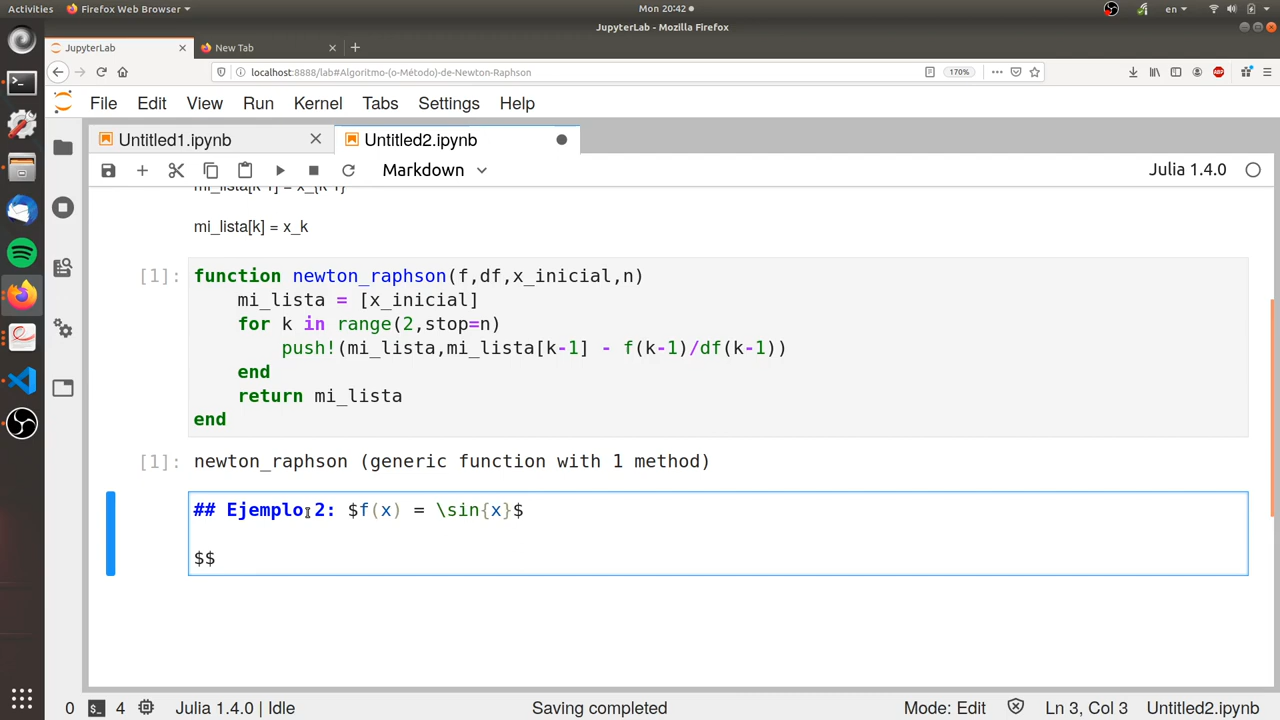 Activities Firefox Web Browser Mon 20:42 en
JupyterLab - Mozilla Firefox
JupyterLab New Tab
localhost:8888/lab#Algoritmo-(o-Método)-de-Newton-Raphson 170% ABP
File Edit View Run Kernel Tabs Settings Help
Untitled1.ipynb Untitled2.ipynb
Markdown Julia 1.4.0
mi_lista[k-1] = x_{k-1}
mi_lista[k] = x_k
[1]: function newton_raphson(f,df,x_inicial,n)
mi_lista = [x_inicial]
for k in range(2,stop=n)
push!(mi_lista,mi_lista[k-1] - f(k-1)/df(k-1))
end
return mi_lista
end
[1]: newton_raphson (generic function with 1 method)
## Ejemplo 2: $f(x) = \sin{x}$
$$
0 4 Julia 1.4.0 | Idle Saving completed Mode: Edit Ln 3, Col 3 Untitled2.ipynb